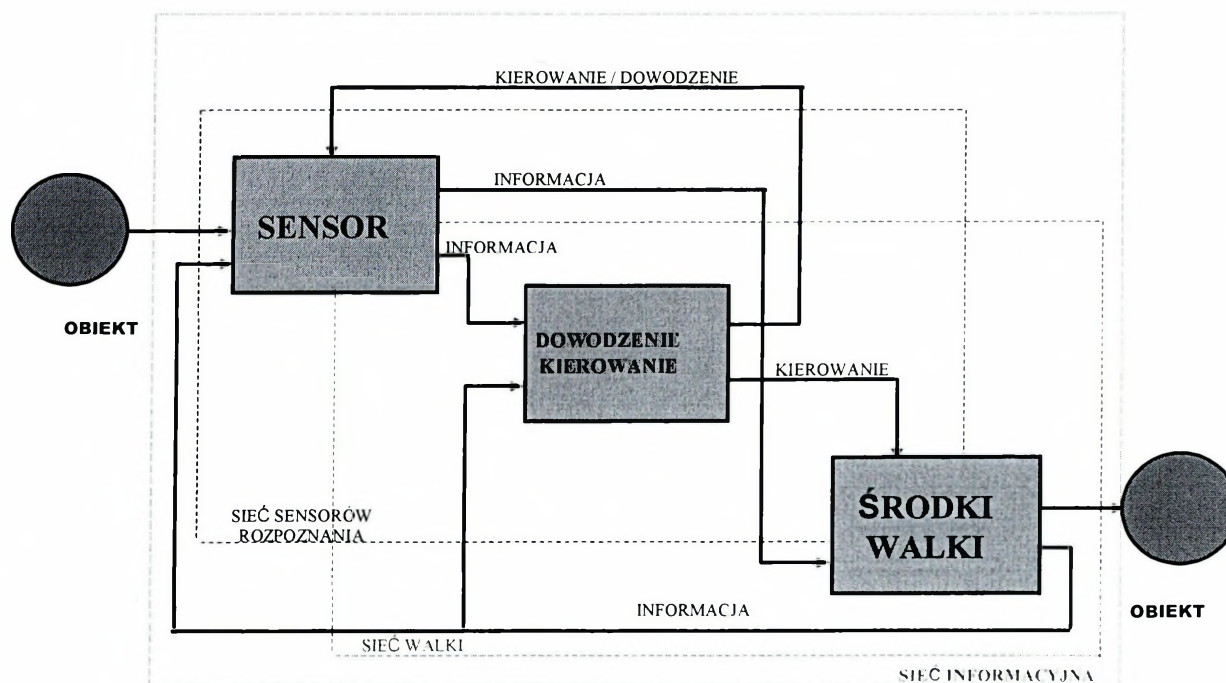 KIEROWANIE / DOWODZENIE
INFORMACJA
SENSOR
INFORMACJA
OBIEKT
DOWODZENIE
KIEROWANIE
KIEROWANIE
SIEĆ SENSORÓW
ROZPOZNANIA
ŚRODKI
WALKI
INFORMACJA
OBIEKT
SIEĆ WALKI
SIEĆ INFORMACYJNA